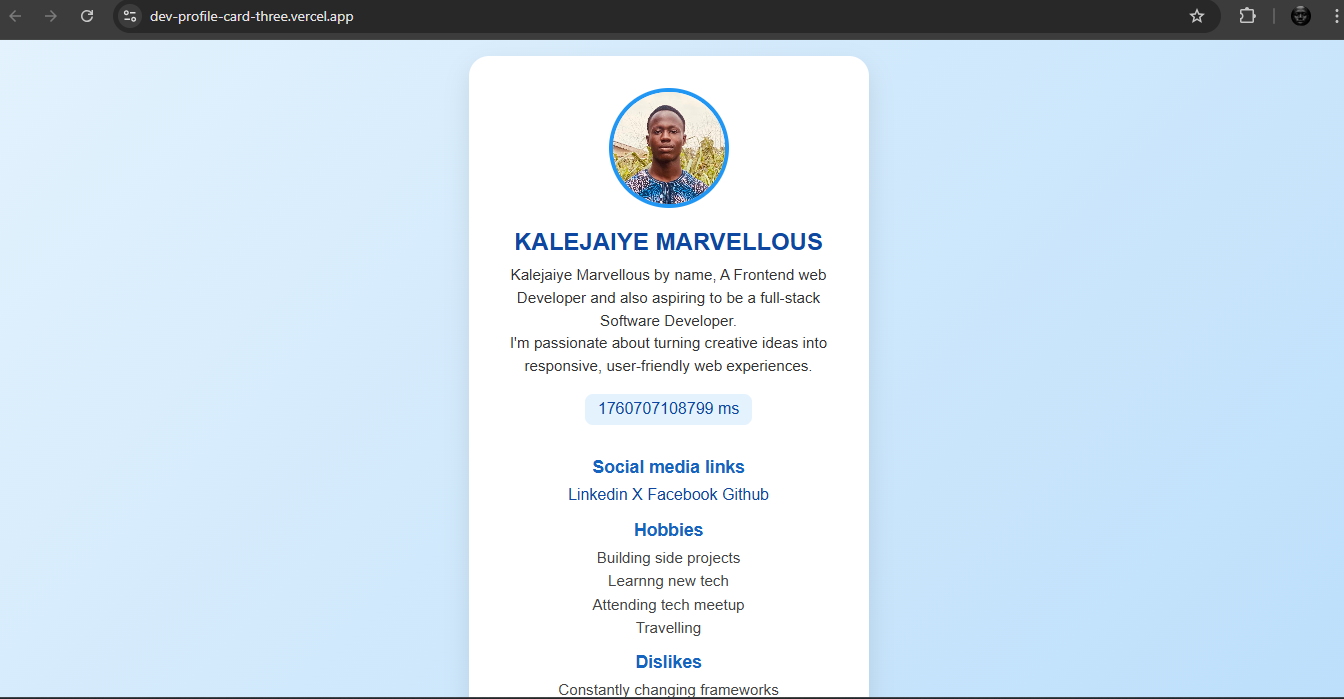 dev-profile-card-three.vercel.app
KALEJAIYE MARVELLOUS
Kalejaiye Marvellous by name, A Frontend web
Developer and also aspiring to be a full-stack
Software Developer.
I'm passionate about turning creative ideas into
responsive, user-friendly web experiences.
1760707108799 ms
Social media links
Linkedin X Facebook Github
Hobbies
Building side projects
Learnng new tech
Attending tech meetup
Travelling
Dislikes
Constantly changing frameworks